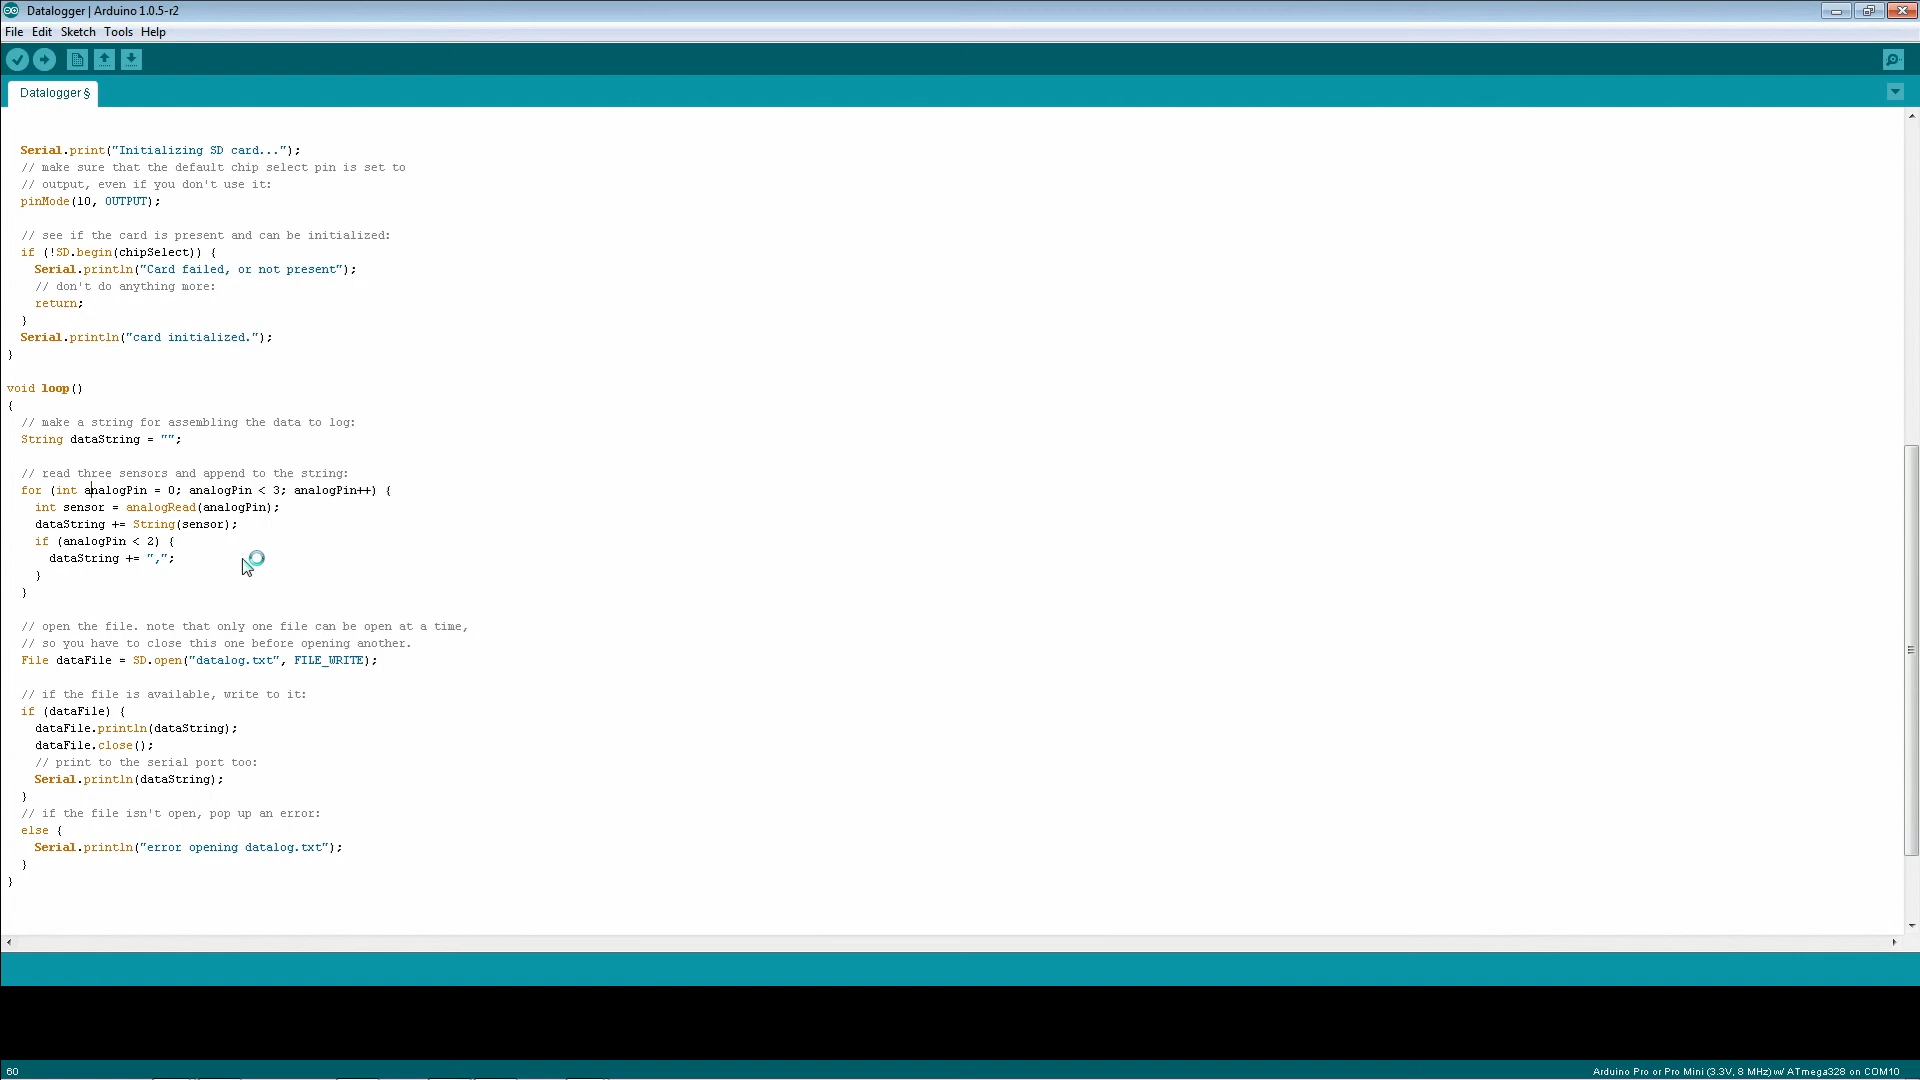 Datalogger | Arduino 1.0.5-r2
File Edit Sketch Tools Help
Datalogger §
Serial.print("Initializing SD card...");
// make sure that the default chip select pin is set to
// output, even if you don't use it:
pinMode(10, OUTPUT);
// see if the card is present and can be initialized:
if (!SD.begin(chipSelect)) {
Serial.println("Card failed, or not present");
// don't do anything more:
return;
}
Serial.println("card initialized.");
}
void loop()
{
// make a string for assembling the data to log:
String dataString = "";
// read three sensors and append to the string:
for (int analogPin = 0; analogPin < 3; analogPin++) {
int sensor = analogRead(analogPin);
dataString += String(sensor);
if (analogPin < 2) {
dataString += ",";
}
}
// open the file. note that only one file can be open at a time,
// so you have to close this one before opening another.
File dataFile = SD.open("datalog.txt", FILE_WRITE);
// if the file is available, write to it:
if (dataFile) {
dataFile.println(dataString);
dataFile.close();
// print to the serial port too:
Serial.println(dataString);
}
// if the file isn't open, pop up an error:
else {
Serial.println("error opening datalog.txt");
}
}
60
Arduino Pro or Pro Mini (3.3V, 8 MHz) w/ ATmega328 on COM10